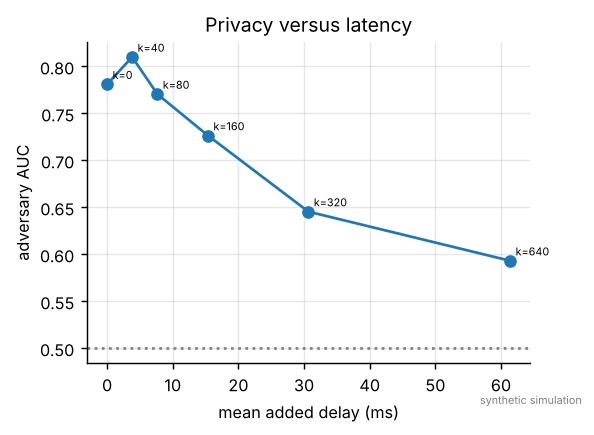 Privacy versus latency
adversary AUC
0.80
0.75
0.70
0.65
0.60
0.55
0.50
k=0
k=40
k=80
k=160
k=320
k=640
0 10 20 30 40 50 60
synthetic simulation
mean added delay (ms)